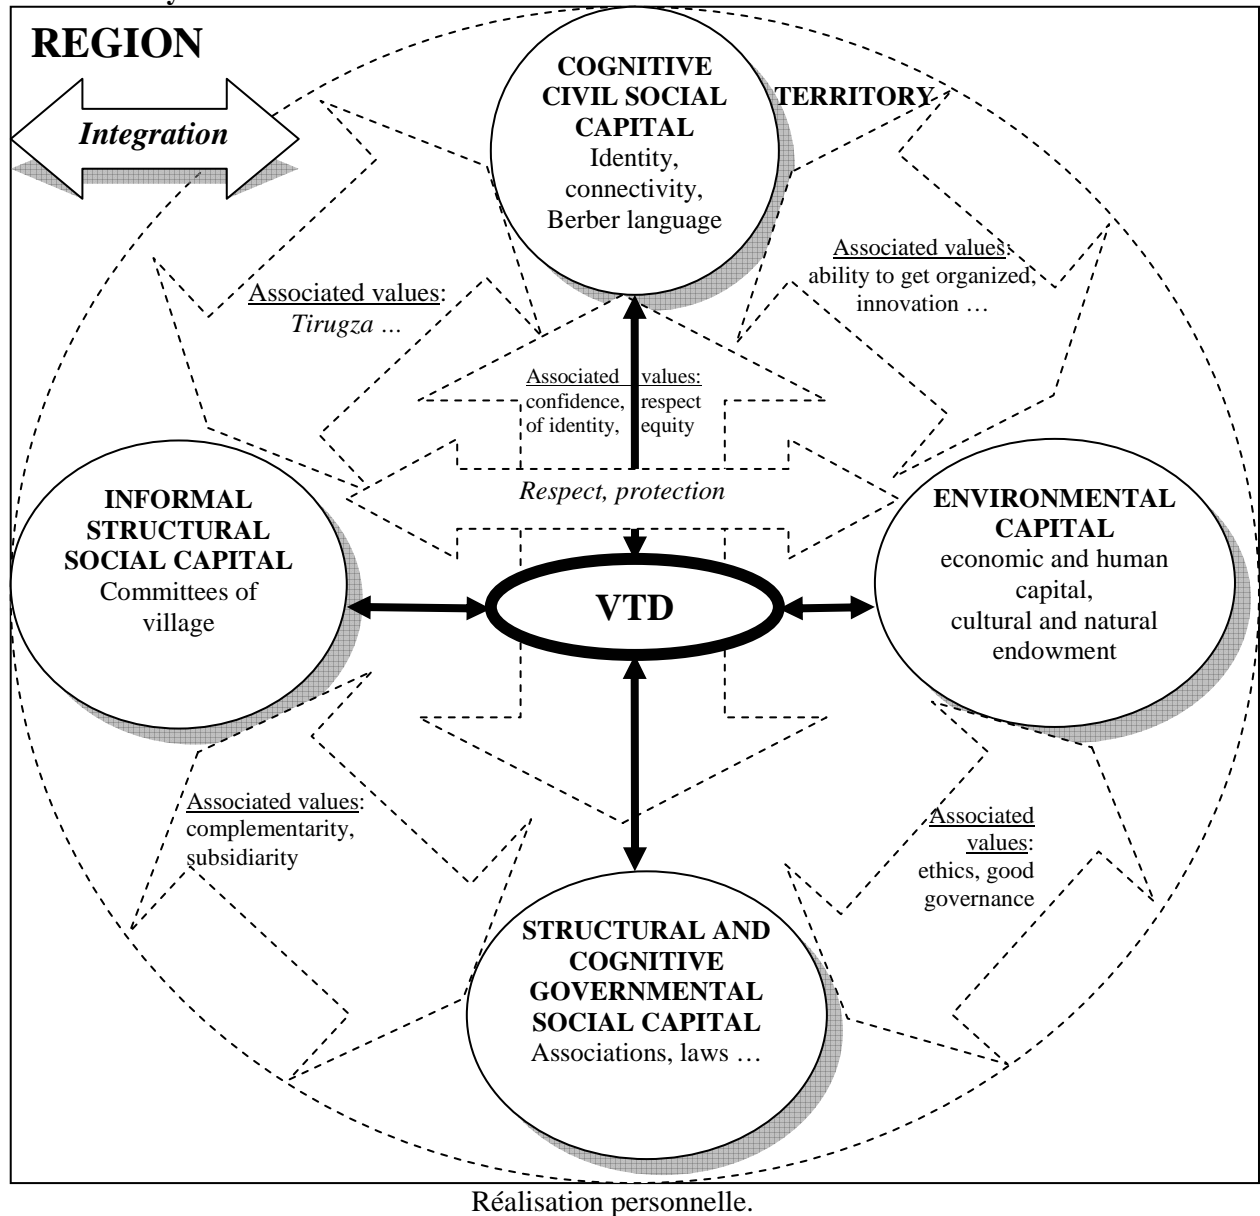 REGION
Integration
COGNITIVE
CIVIL SOCIAL
CAPITAL
Identity,
connectivity,
Berber language
TERRITORY
Associated values:
Tirugza ...
Associated values:
ability to get organized,
innovation …
Associated values:
confidence, respect
of identity, equity
Respect, protection
INFORMAL
STRUCTURAL
SOCIAL CAPITAL
Committees of
village
VTD
ENVIRONMENTAL
CAPITAL
economic and human
capital,
cultural and natural
endowment
Associated values:
complementarity,
subsidiarity
Associated
values:
ethics, good
governance
STRUCTURAL AND
COGNITIVE
GOVERNMENTAL
SOCIAL CAPITAL
Associations, laws …
Réalisation personnelle.